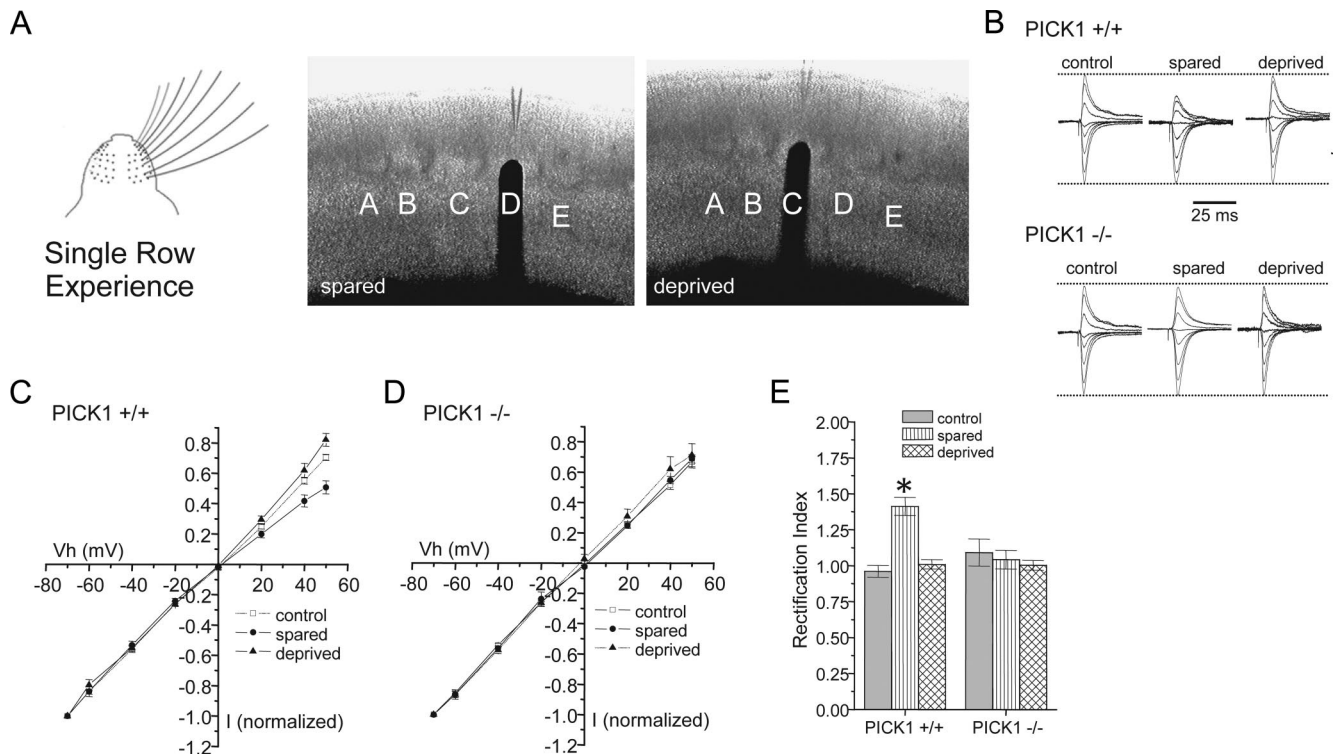 A
Single Row
Experience
A B C D E
spared
A B C D E
deprived
B
PICK1 +/+
control spared deprived
25 ms
PICK1 -/-
control spared deprived
C
PICK1 +/+
0.8
0.6
0.4
0.2
Vh (mV)
-80 -60 -40 -20 0 20 40 60
-0.2
-0.4
-0.6
-0.8
-1.0
-1.2
control
spared
deprived
I (normalized)
D
PICK1 -/-
0.8
0.6
0.4
0.2
Vh (mV)
-80 -60 -40 -20 0 20 40 60
-0.2
-0.4
-0.6
-0.8
-1.0
-1.2
control
spared
deprived
I (normalized)
E
control
spared
deprived
Rectification Index
2.00
1.75
1.50
1.25
1.00
0.75
0.50
0.25
0.00
*
PICK1 +/+ PICK1 -/-